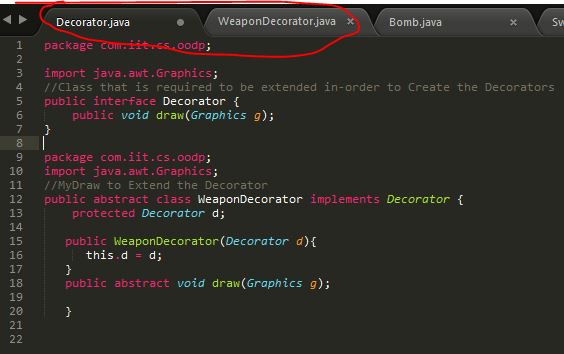 Decorator.java
WeaponDecorator.java ×
Bomb.java ×
1 package com.iit.cs.oodp;
2
3 import java.awt.Graphics;
4 //Class that is required to be extended in-order to Create the Decorators
5 public interface Decorator {
6 public void draw(Graphics g);
7 }
8
9 package com.iit.cs.oodp;
10 import java.awt.Graphics;
11 //MyDraw to Extend the Decorator
12 public abstract class WeaponDecorator implements Decorator {
13 protected Decorator d;
14
15 public WeaponDecorator(Decorator d){
16 this.d = d;
17 }
18 public abstract void draw(Graphics g);
19
20 }
21
22